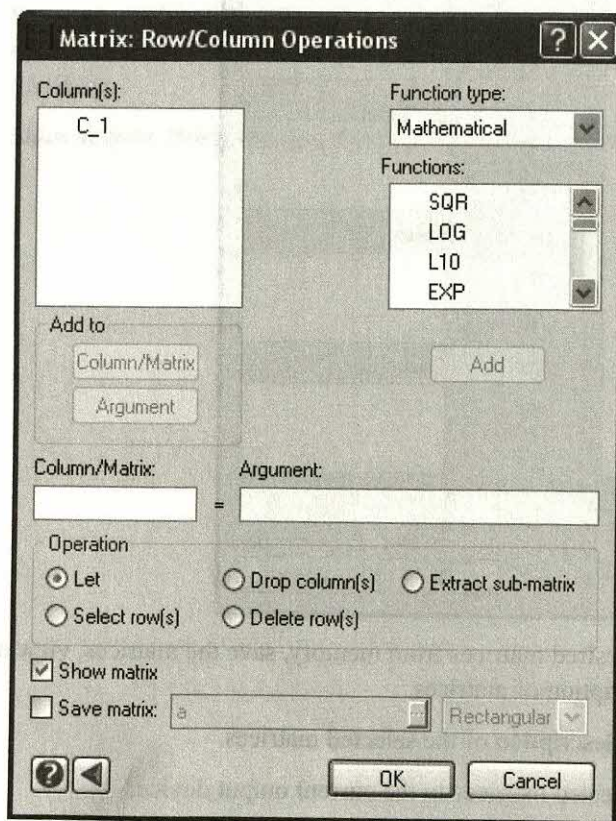 Matrix: Row/Column Operations
Column(s):
C_1
Function type:
Mathematical
Functions:
SQR
LOG
L10
EXP
Add to
Column/Matrix
Argument
Add
Column/Matrix:
Argument:
=
Operation
Let
Drop column(s)
Extract sub-matrix
Select row(s)
Delete row(s)
Show matrix
Save matrix:
a
...
Rectangular
OK
Cancel